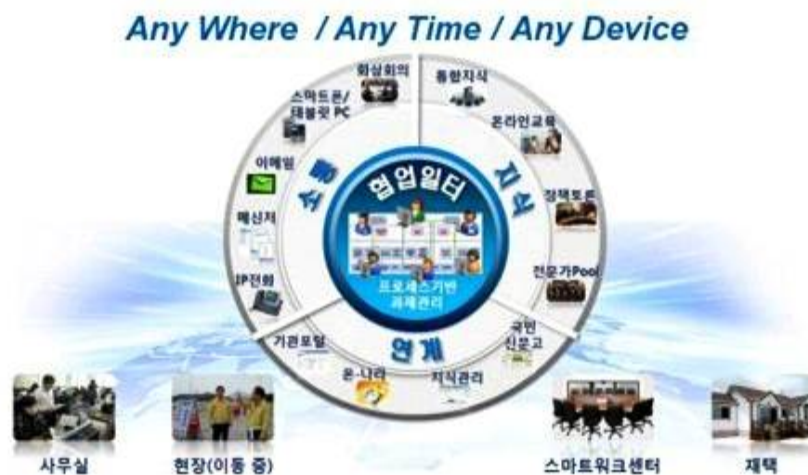 Any Where / Any Time / Any Device
화상회의
스마트폰/
태블릿 PC
이메일
메신저
IP전화
소통
통합지식
온라인교육
정책토론
전문가Pool
지식
협업일터
프로세스기반
과제관리
연계
기관포털
온-나라
지식관리
국민
신문고
사무실
현장(이동 중)
스마트워크센터
재택